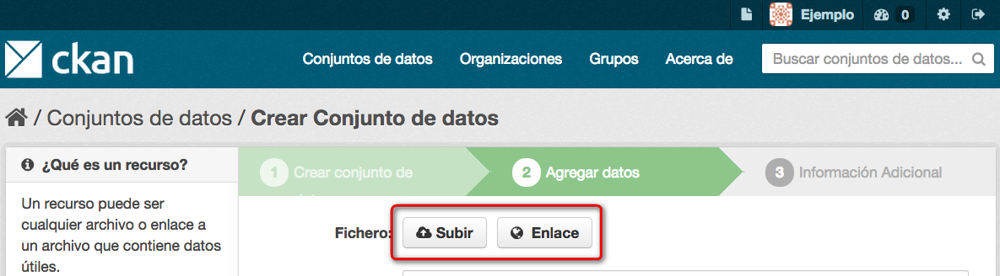 Ejemplo 0
ckan Conjuntos de datos Organizaciones Grupos Acerca de Buscar conjuntos de datos...
/ Conjuntos de datos / Crear Conjunto de datos
¿Qué es un recurso?
1 Crear conjunto de
2 Agregar datos
3 Información Adicional
Un recurso puede ser
cualquier archivo o enlace a
un archivo que contiene datos
útiles.
Fichero: Subir Enlace